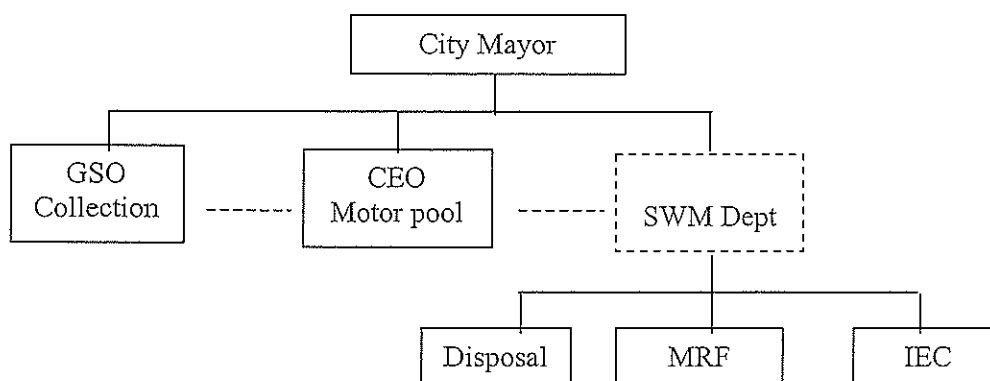 City Mayor
GSO
Collection
CEO
Motor pool
SWM Dept
Disposal
MRF
IEC